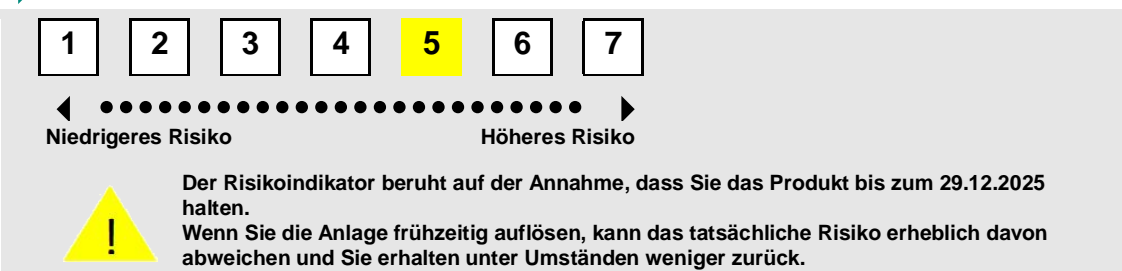 1 2 3 4 5 6 7
Niedrigeres Risiko Höheres Risiko
Der Risikoindikator beruht auf der Annahme, dass Sie das Produkt bis zum 29.12.2025
halten.
!
Wenn Sie die Anlage frühzeitig auflösen, kann das tatsächliche Risiko erheblich davon
abweichen und Sie erhalten unter Umständen weniger zurück.